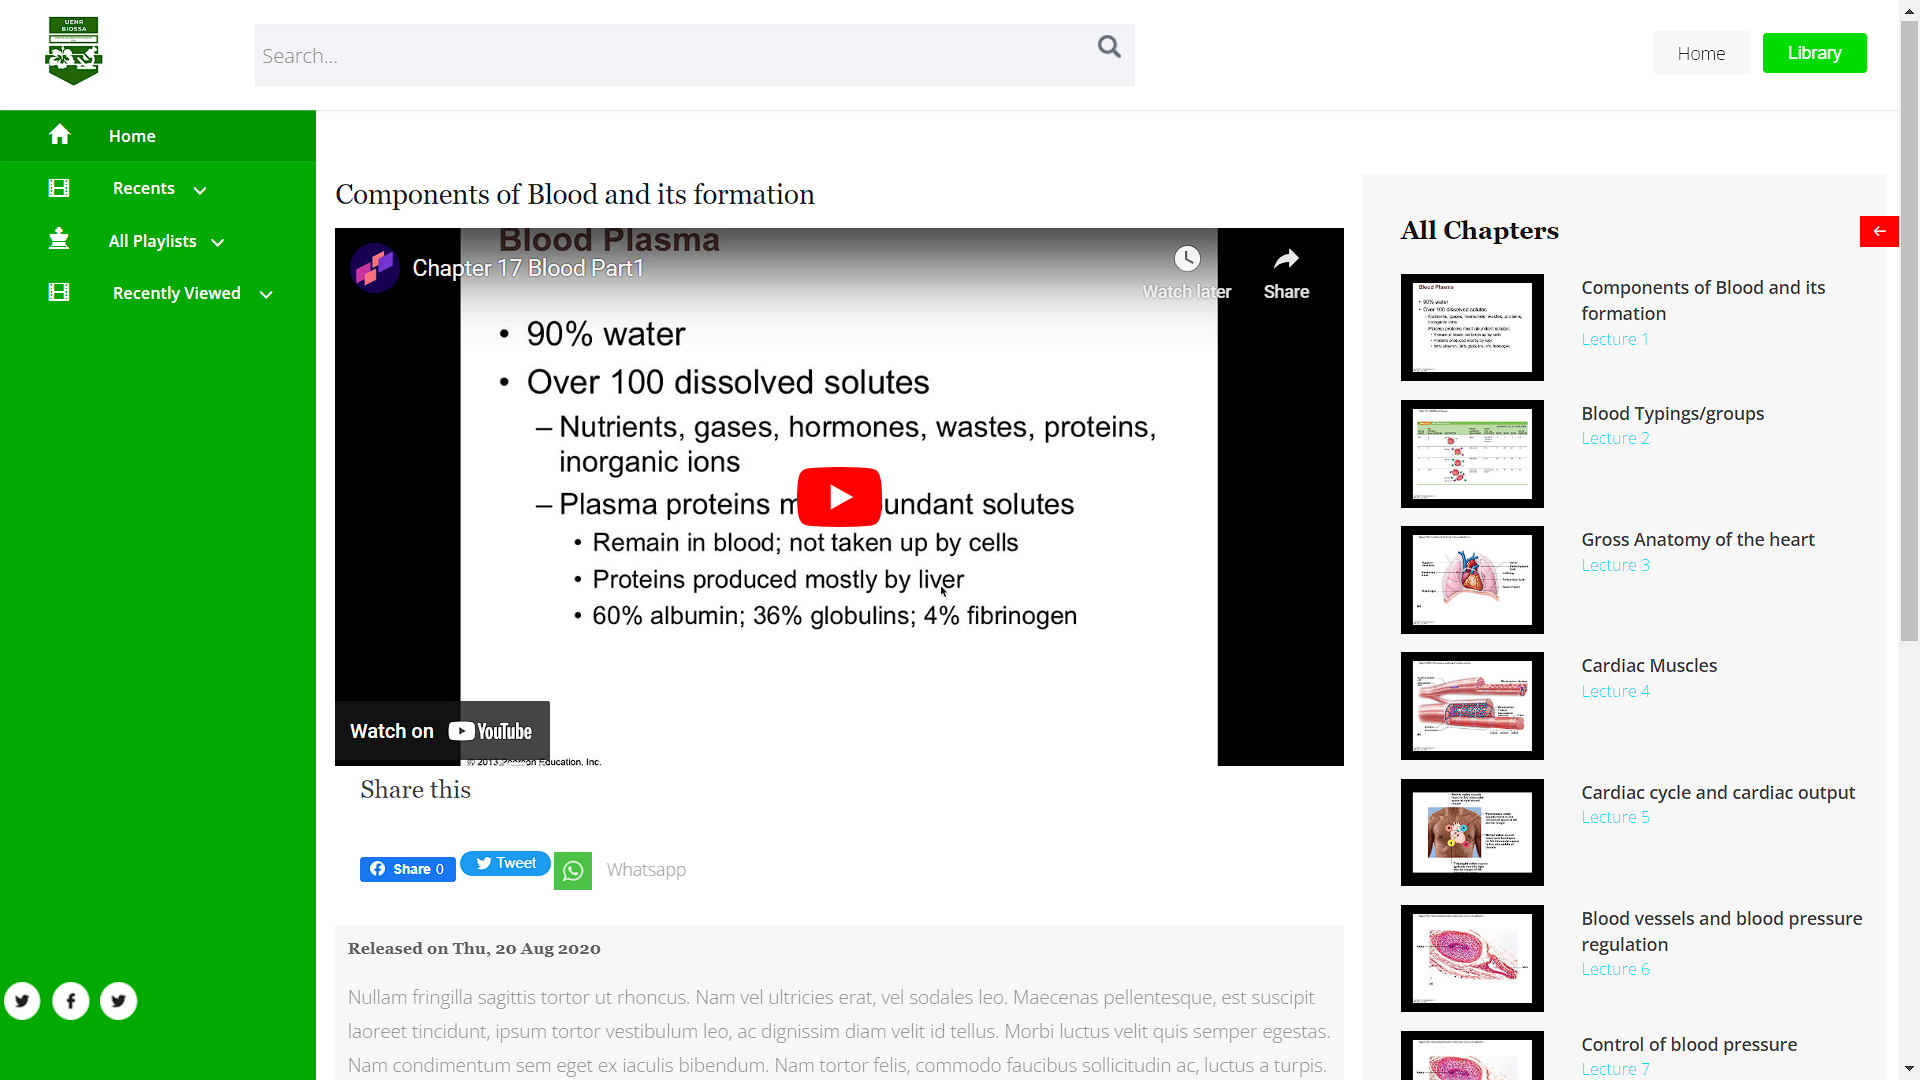 UENR
BIOSSA
Search...
Home
Library
Home
Recents
All Playlists
Recently Viewed
Components of Blood and its formation
Blood Plasma
Chapter 17 Blood Part1
Watch later
Share
• 90% water
• Over 100 dissolved solutes
– Nutrients, gases, hormones, wastes, proteins,
inorganic ions
– Plasma proteins m undant solutes
• Remain in blood; not taken up by cells
• Proteins produced mostly by liver
• 60% albumin; 36% globulins; 4% fibrinogen
Watch on YouTube
© 2013 Pearson Education, Inc.
Share this
Share 0
Tweet
Whatsapp
Released on Thu, 20 Aug 2020
Nullam fringilla sagittis tortor ut rhoncus. Nam vel ultricies erat, vel sodales leo. Maecenas pellentesque, est suscipit
laoreet tincidunt, ipsum tortor vestibulum leo, ac dignissim diam velit id tellus. Morbi luctus velit quis semper egestas.
Nam condimentum sem eget ex iaculis bibendum. Nam tortor felis, commodo faucibus sollicitudin ac, luctus a turpis.
All Chapters
Blood Plasma
Components of Blood and its
formation
Lecture 1
Blood Typings/groups
Lecture 2
Gross Anatomy of the heart
Lecture 3
Cardiac Muscles
Lecture 4
Cardiac cycle and cardiac output
Lecture 5
Blood vessels and blood pressure
regulation
Lecture 6
Control of blood pressure
Lecture 7